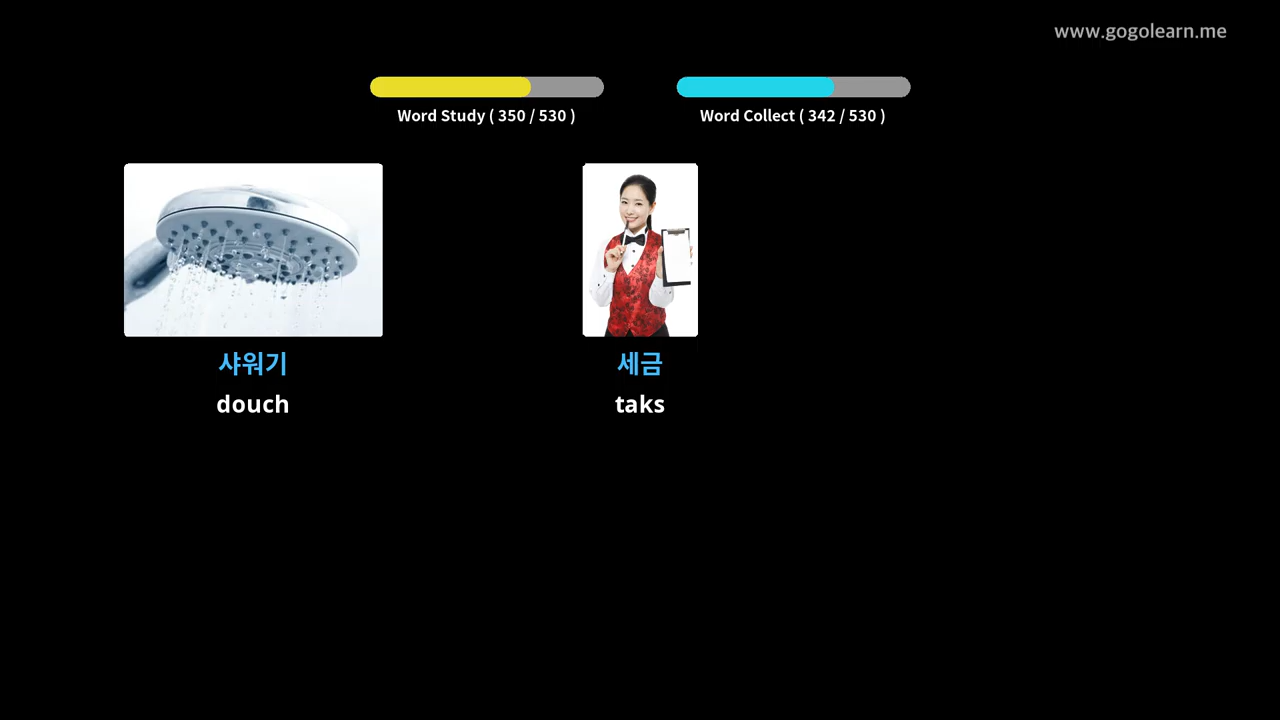 www.gogolearn.me
Word Study ( 350 / 530 )
Word Collect ( 342 / 530 )
샤워기
douch
세금
taks